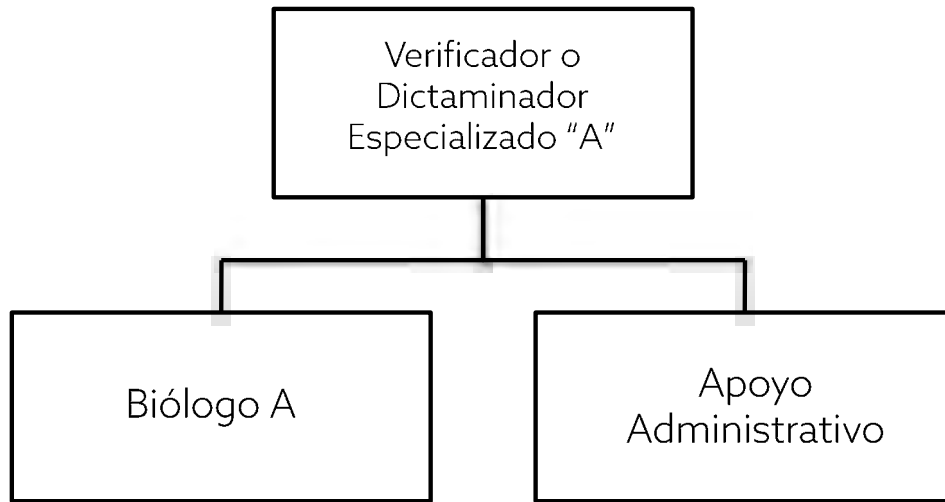 Verificador o
Dictaminador
Especializado “A”
Biólogo A
Apoyo
Administrativo